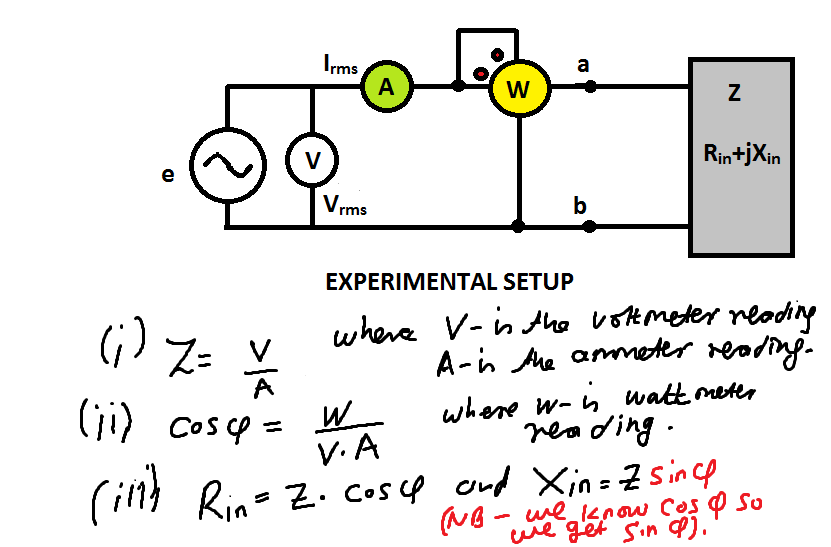 Irms
A
W
a
Z
Rin+jXin
e
V
Vrms
b
EXPERIMENTAL SETUP
(i) Z = V/A where V - is the voltmeter reading
A - is the ammeter reading.
(ii) cos φ = W/V·A where W - is wattmeter
reading.
(iii) Rin = Z · cos φ and Xin = Z sin φ
(NB - we know cos φ so
we get sin φ).